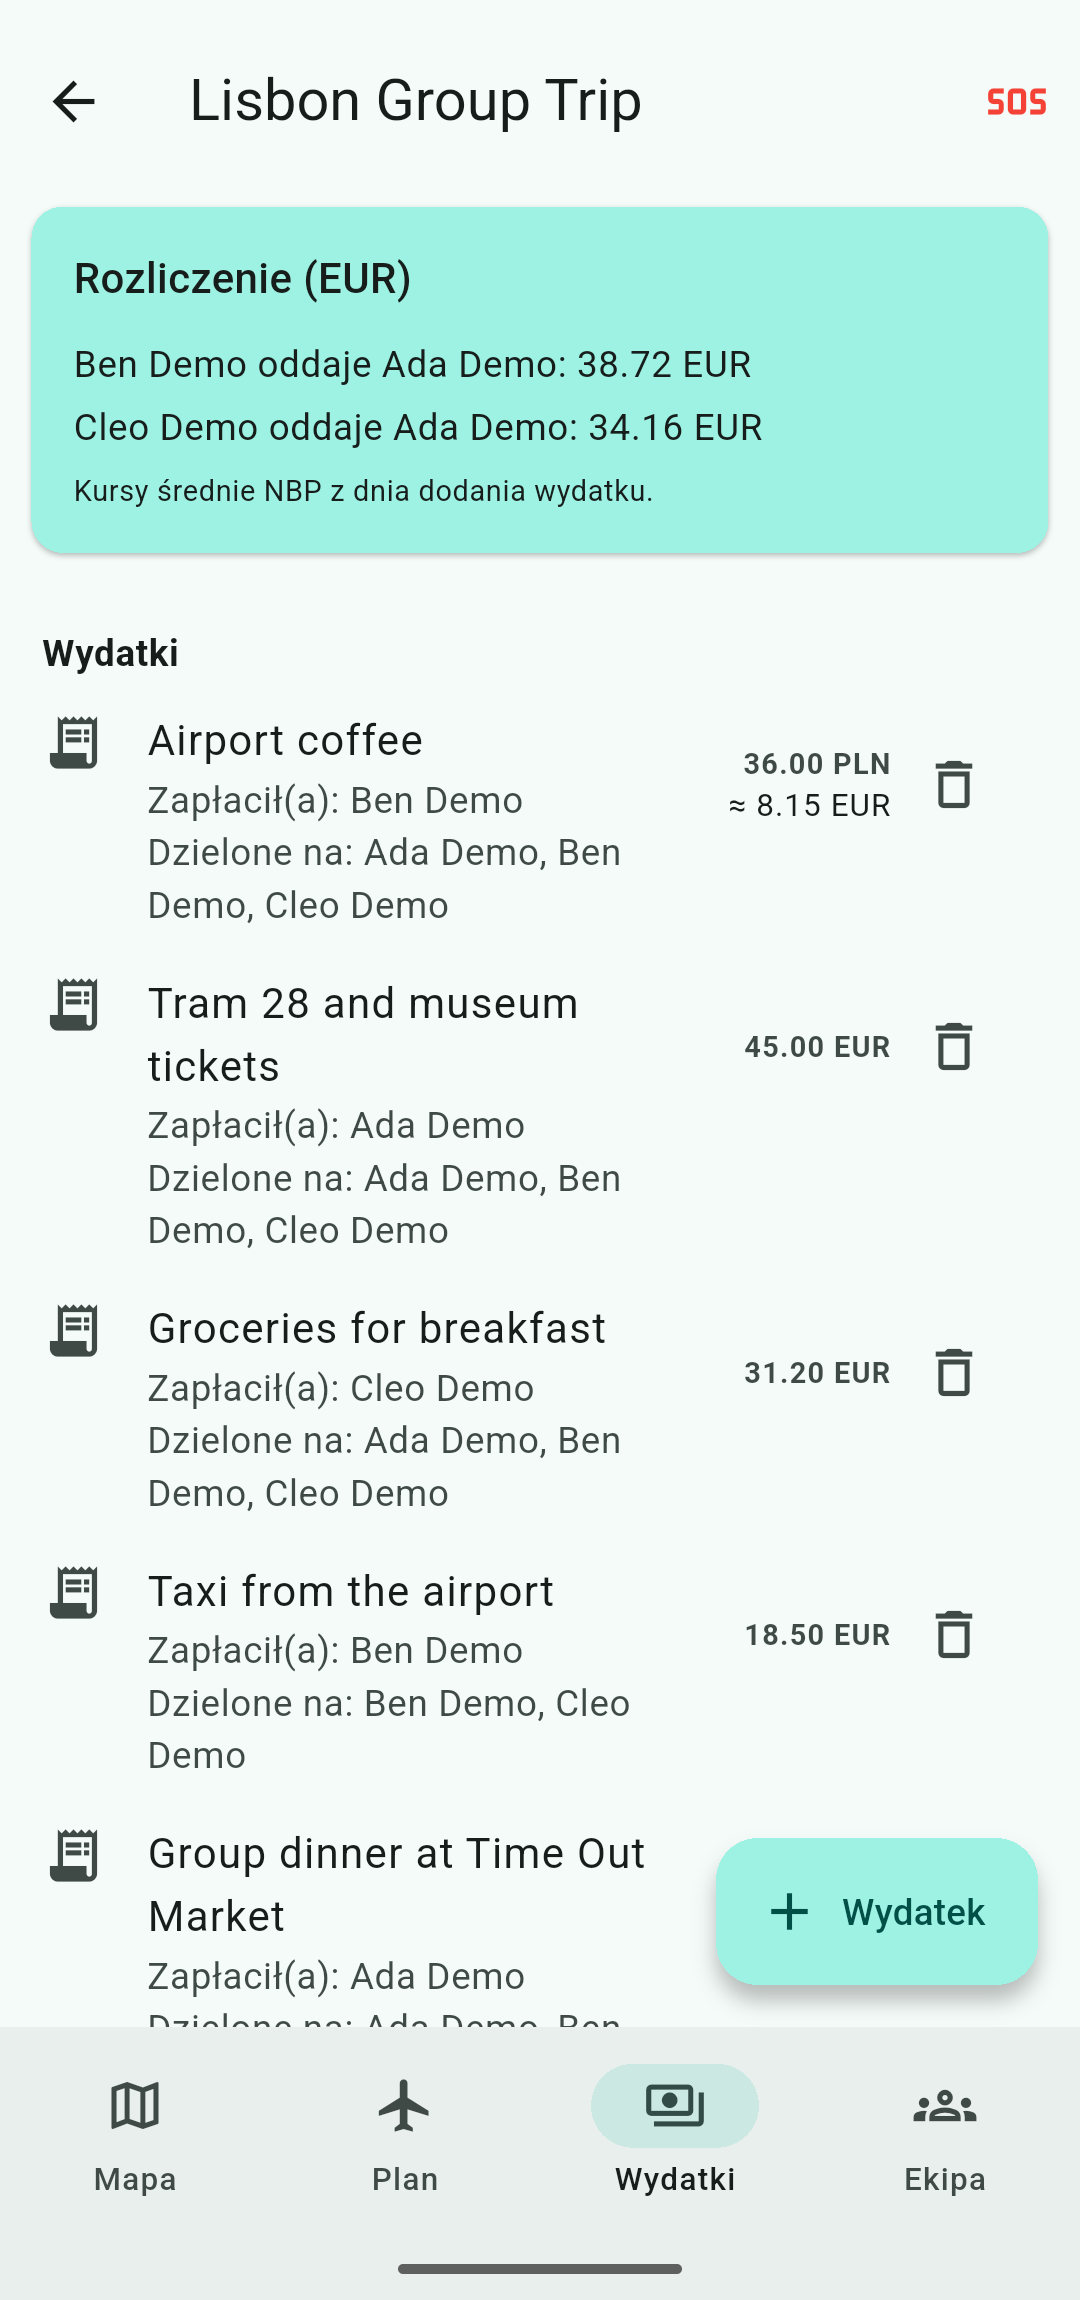 Lisbon Group Trip
SOS
Rozliczenie (EUR)
Ben Demo oddaje Ada Demo: 38.72 EUR
Cleo Demo oddaje Ada Demo: 34.16 EUR
Kursy średnie NBP z dnia dodania wydatku.
Wydatki
Airport coffee
Zapłacił(a): Ben Demo
Dzielone na: Ada Demo, Ben
Demo, Cleo Demo
36.00 PLN
≈ 8.15 EUR
Tram 28 and museum
tickets
Zapłacił(a): Ada Demo
Dzielone na: Ada Demo, Ben
Demo, Cleo Demo
45.00 EUR
Groceries for breakfast
Zapłacił(a): Cleo Demo
Dzielone na: Ada Demo, Ben
Demo, Cleo Demo
31.20 EUR
Taxi from the airport
Zapłacił(a): Ben Demo
Dzielone na: Ben Demo, Cleo
Demo
18.50 EUR
Group dinner at Time Out
Market
Zapłacił(a): Ada Demo
Dzielone na: Ada Demo, Ben
Wydatek
Mapa
Plan
Wydatki
Ekipa